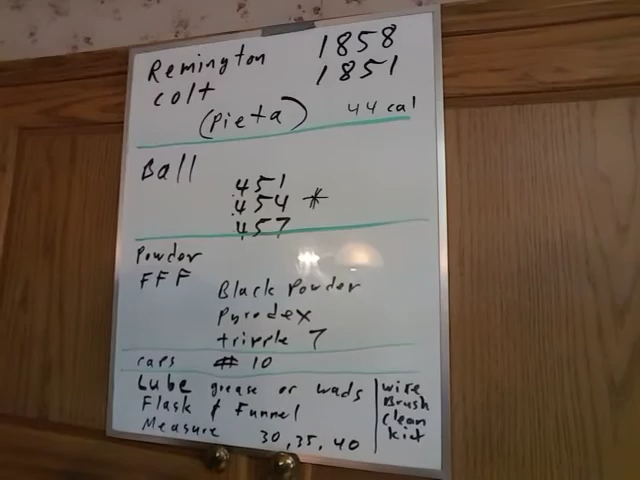 Remington 1858
Colt 1851
(Pieta) 44 cal
Ball
.451
.454 *
.457
Powder
FFF
Black Powder
Pyrodex
tripple 7
caps # 10
Lube grease or wads
Flask & Funnel
Measure 30, 35, 40
wire
Brush
Clean
kit